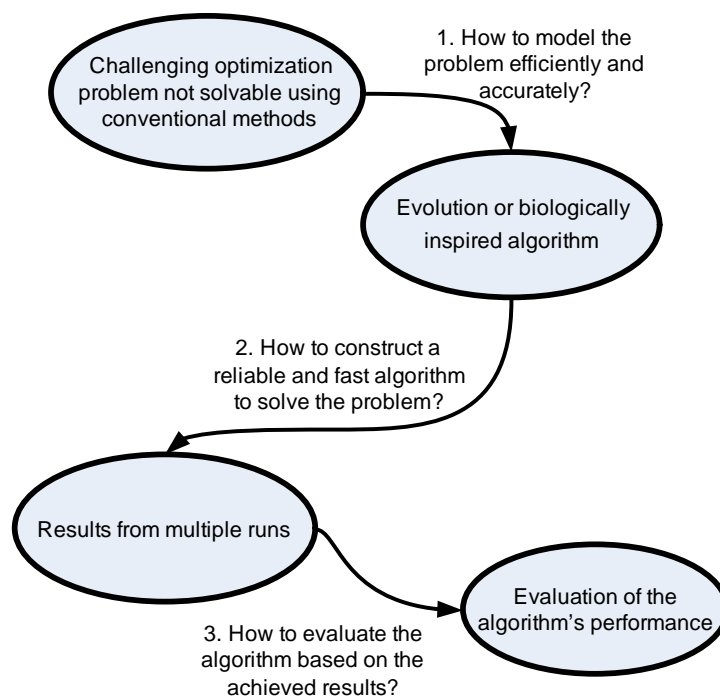 Challenging optimization
problem not solvable using
conventional methods
1. How to model the
problem efficiently and
accurately?
Evolution or biologically
inspired algorithm
2. How to construct a
reliable and fast algorithm
to solve the problem?
Results from multiple runs
3. How to evaluate the
algorithm based on the
achieved results?
Evaluation of the
algorithm's performance